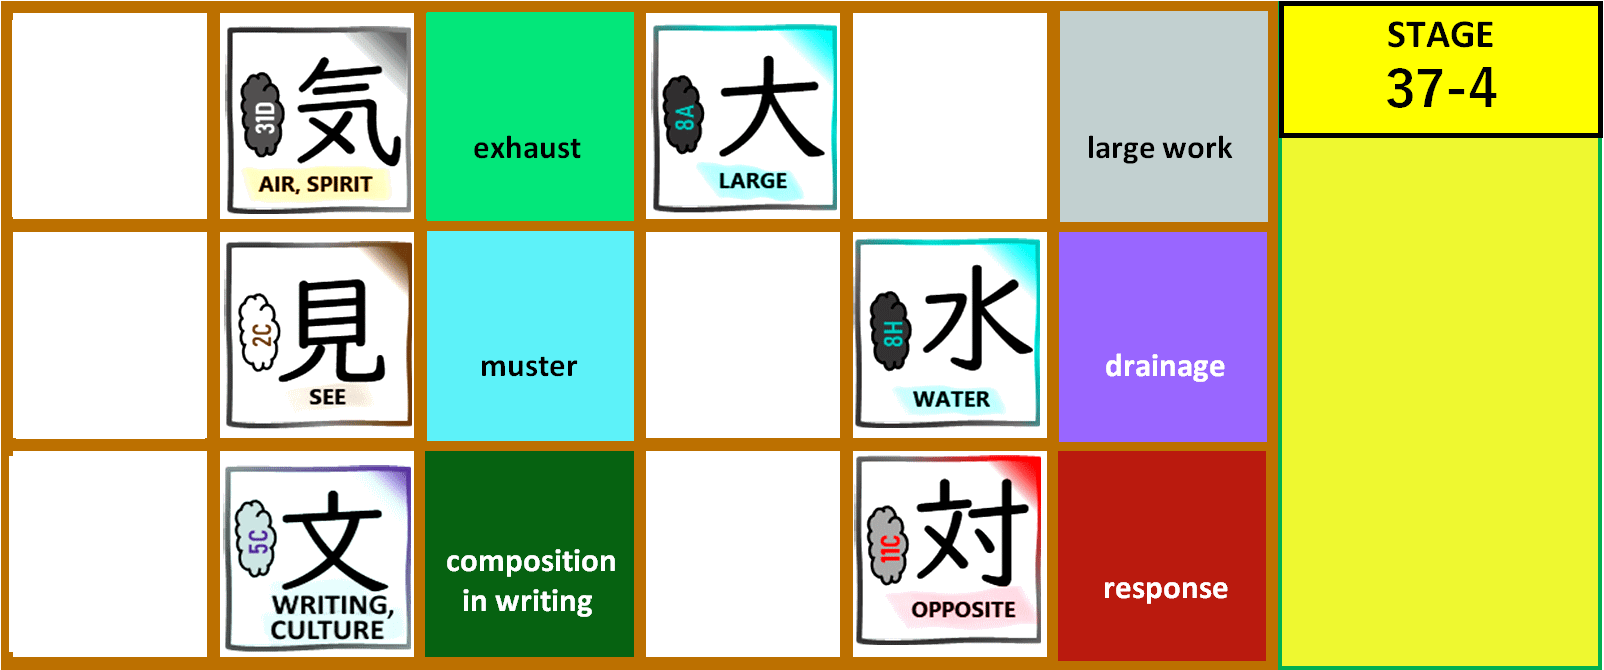 31D
気
AIR, SPIRIT
exhaust
8A
大
LARGE
large work
STAGE
37-4
2C
見
SEE
muster
8H
水
WATER
drainage
5C
文
WRITING,
CULTURE
composition
in writing
11C
対
OPPOSITE
response